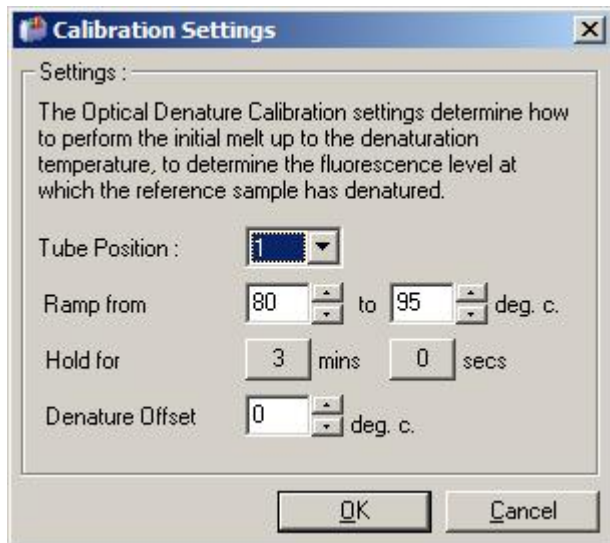 Calibration Settings
Settings :
The Optical Denature Calibration settings determine how
to perform the initial melt up to the denaturation
temperature, to determine the fluorescence level at
which the reference sample has denatured.
Tube Position : 1
Ramp from 80 to 95 deg. c.
Hold for 3 mins 0 secs
Denature Offset 0 deg. c.
OK Cancel